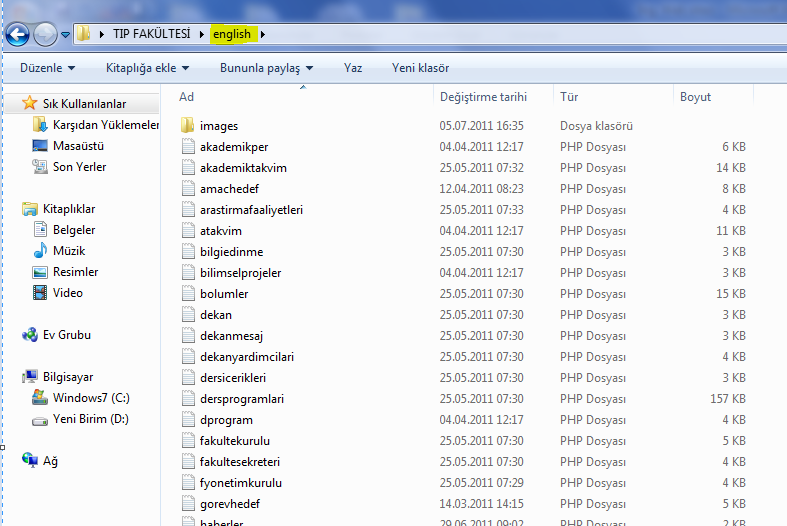 TIP FAKÜLTESİ english
Düzenle Kitaplığa ekle Bununla paylaş Yaz Yeni klasör
Sık Kullanılanlar
Karşıdan Yüklemeler
Masaüstü
Son Yerler
Kitaplıklar
Belgeler
Müzik
Resimler
Video
Ev Grubu
Bilgisayar
Windows7 (C:)
Yeni Birim (D:)
Ağ
Ad Değiştirme tarihi Tür Boyut
images 05.07.2011 16:35 Dosya klasörü
akademikper 04.04.2011 12:17 PHP Dosyası 6 KB
akademiktakvim 25.05.2011 07:32 PHP Dosyası 14 KB
amachedef 12.04.2011 08:23 PHP Dosyası 8 KB
arastirmafaaliyetleri 25.05.2011 07:33 PHP Dosyası 4 KB
atakvim 04.04.2011 12:17 PHP Dosyası 11 KB
bilgiedinme 25.05.2011 07:30 PHP Dosyası 3 KB
bilimselprojeler 04.04.2011 12:17 PHP Dosyası 3 KB
bolumler 25.05.2011 07:30 PHP Dosyası 15 KB
dekan 25.05.2011 07:30 PHP Dosyası 3 KB
dekanmesaj 25.05.2011 07:30 PHP Dosyası 3 KB
dekanyardimcilari 25.05.2011 07:30 PHP Dosyası 4 KB
dersicerikleri 25.05.2011 07:30 PHP Dosyası 3 KB
dersprogramlari 25.05.2011 07:30 PHP Dosyası 157 KB
dprogram 04.04.2011 12:17 PHP Dosyası 4 KB
fakultekurulu 25.05.2011 07:30 PHP Dosyası 5 KB
fakultesekreteri 25.05.2011 07:30 PHP Dosyası 4 KB
fyonetimkurulu 25.05.2011 07:29 PHP Dosyası 4 KB
gorevhedef 14.03.2011 14:15 PHP Dosyası 5 KB
haberler 29.06.2011 09:02 PHP Dosyası 2 KB